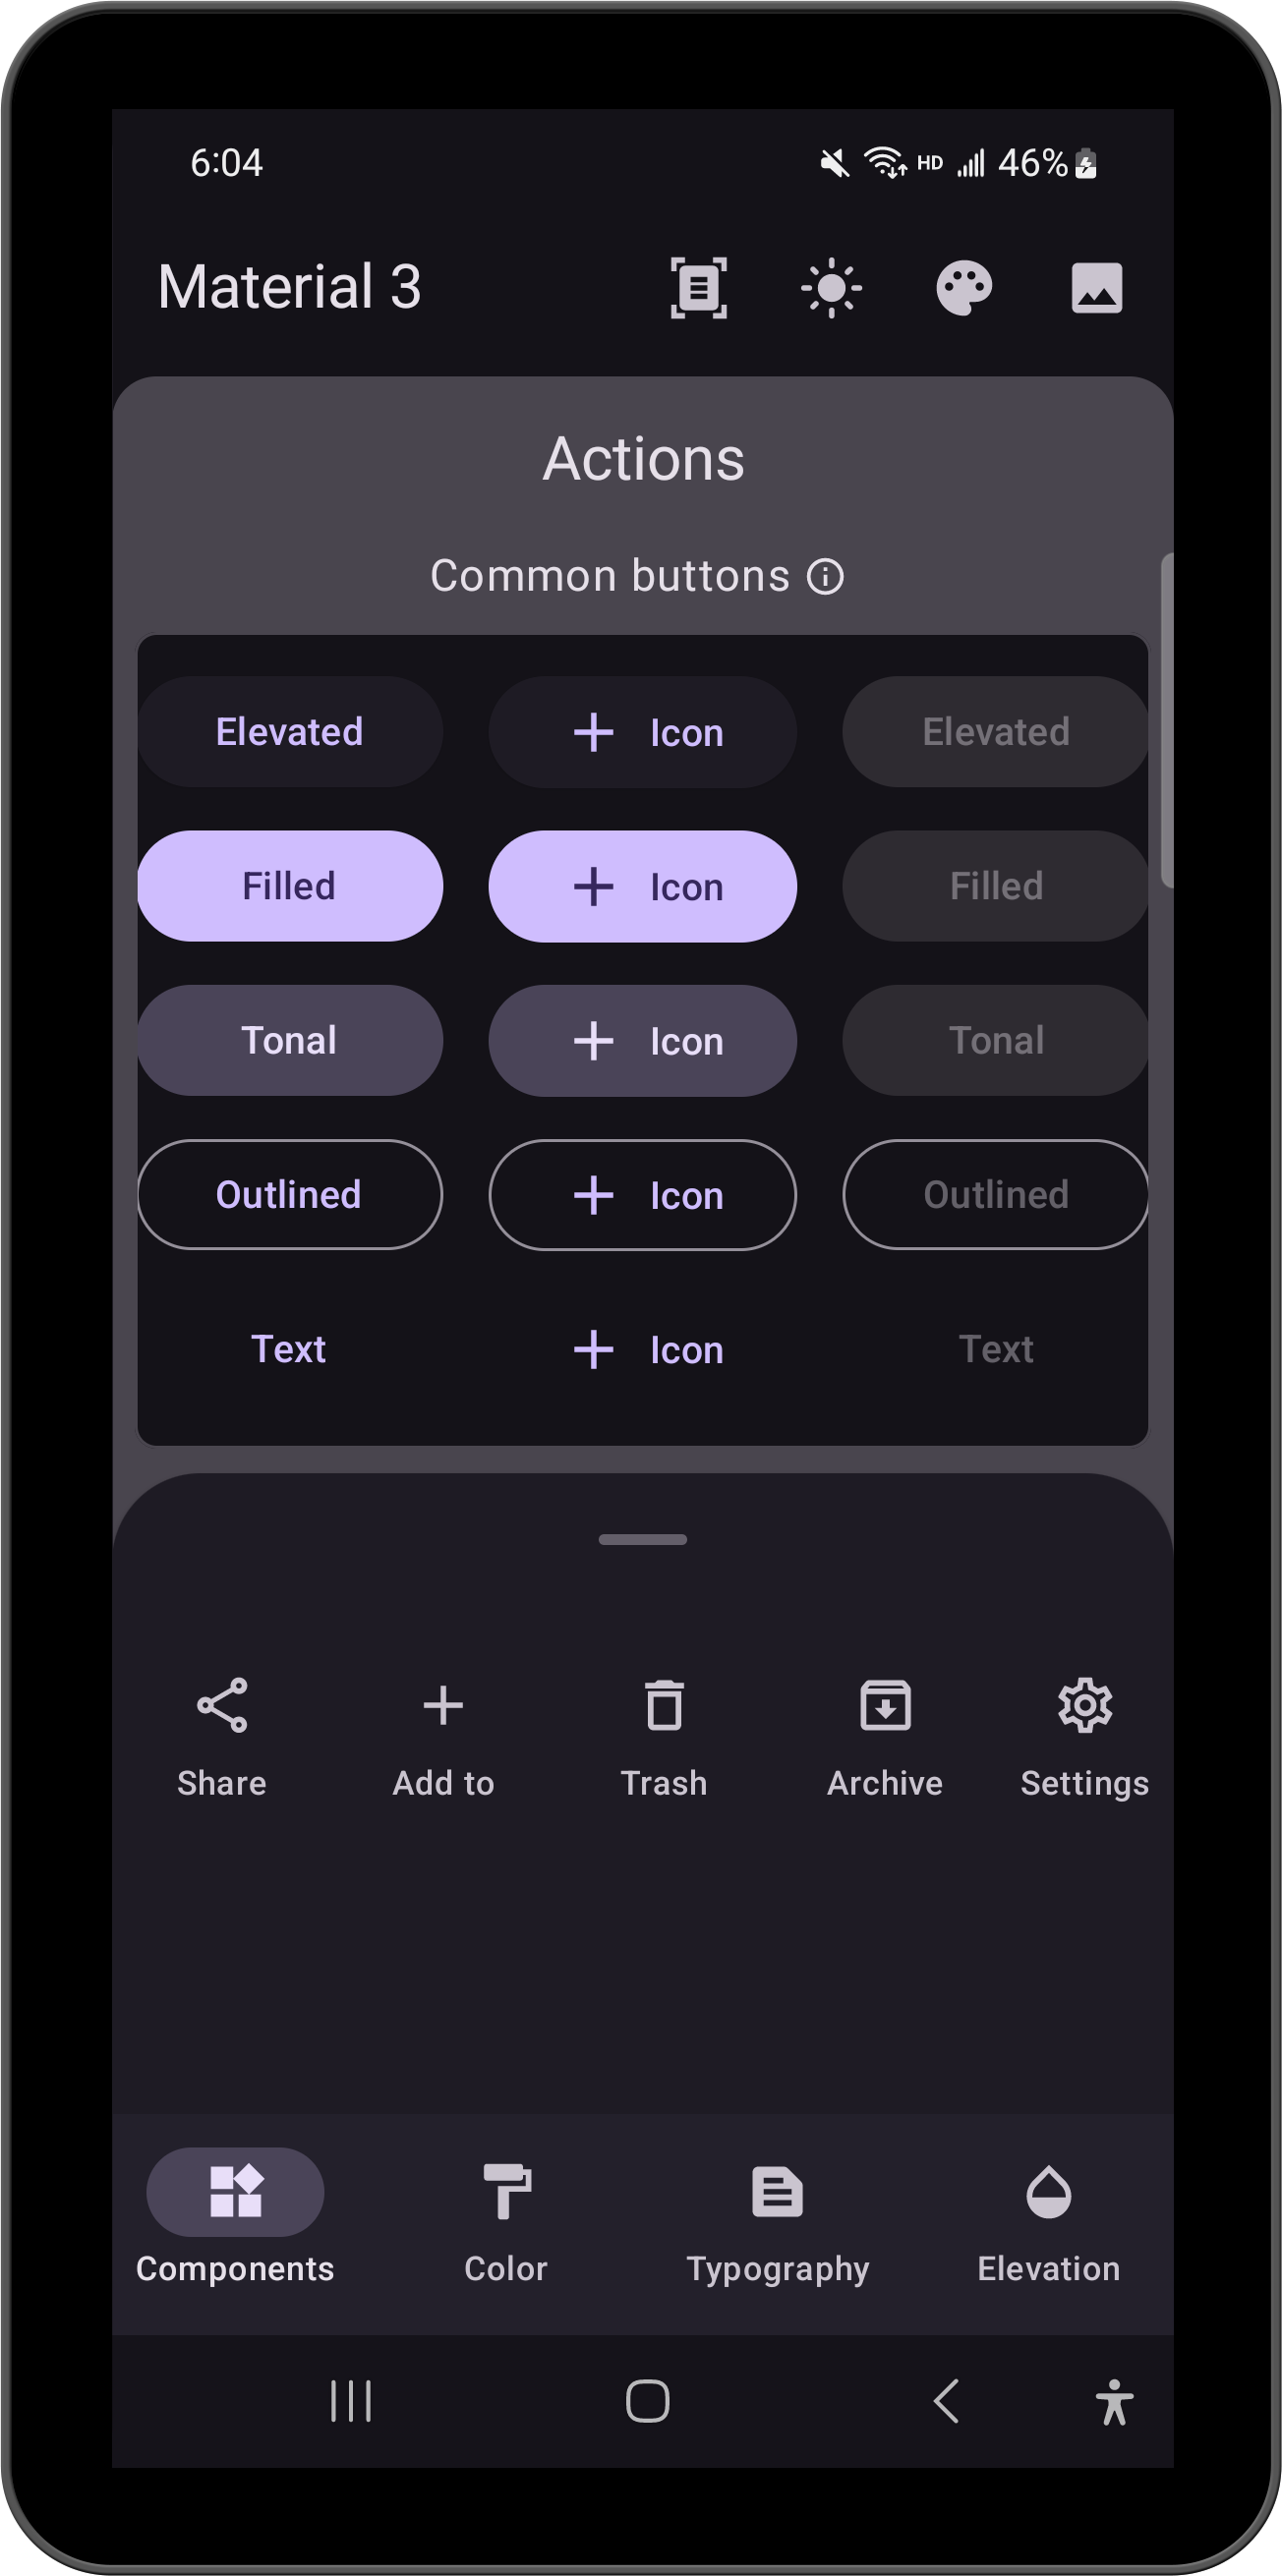 6:04 HD 46%
Material 3
Actions
Common buttons
Elevated Icon Elevated
Filled Icon Filled
Tonal Icon Tonal
Outlined Icon Outlined
Text Icon Text
Share Add to Trash Archive Settings
Components Color Typography Elevation